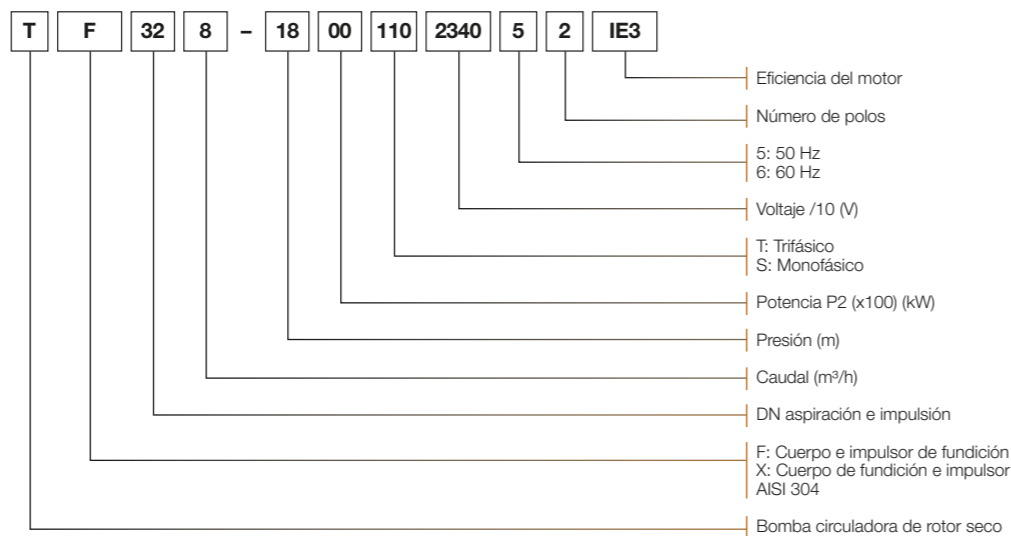 T F 32 8 – 18 00 110 2340 5 2 IE3
Eficiencia del motor
Número de polos
5: 50 Hz
6: 60 Hz
Voltaje /10 (V)
T: Trifásico
S: Monofásico
Potencia P2 (x100) (kW)
Presión (m)
Caudal (m³/h)
DN aspiración e impulsión
F: Cuerpo e impulsor de fundición
X: Cuerpo de fundición e impulsor
AISI 304
Bomba circuladora de rotor seco